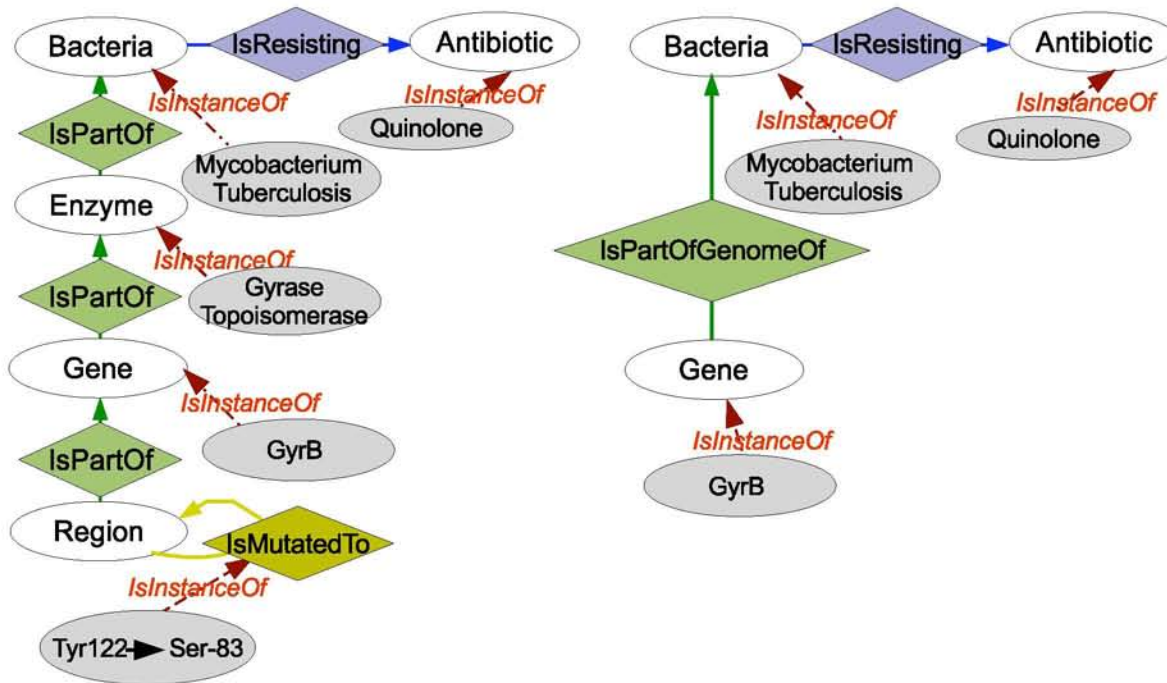 Bacteria
IsResisting
Antibiotic
IsInstanceOf
IsInstanceOf
Quinolone
IsPartOf
Mycobacterium
Tuberculosis
Enzyme
IsInstanceOf
IsPartOf
Gyrase
Topoisomerase
Gene
IsInstanceOf
IsPartOf
GyrB
Region
IsMutatedTo
IsInstanceOf
Tyr122 Ser-83
Bacteria
IsResisting
Antibiotic
IsInstanceOf
IsInstanceOf
Quinolone
Mycobacterium
Tuberculosis
IsPartOfGenomeOf
Gene
IsInstanceOf
GyrB